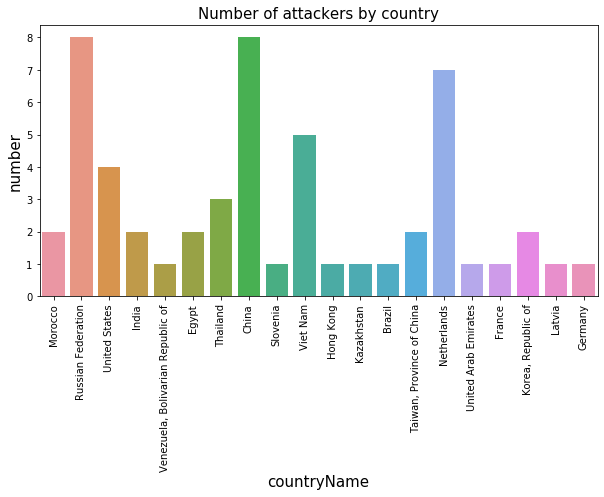 Number of attackers by country
number
8
7
6
5
4
3
2
1
0
Morocco
Russian Federation
United States
India
Venezuela, Bolivarian Republic of
Egypt
Thailand
China
Slovenia
Viet Nam
Hong Kong
Kazakhstan
Brazil
Taiwan, Province of China
Netherlands
United Arab Emirates
France
Korea, Republic of
Latvia
Germany
countryName